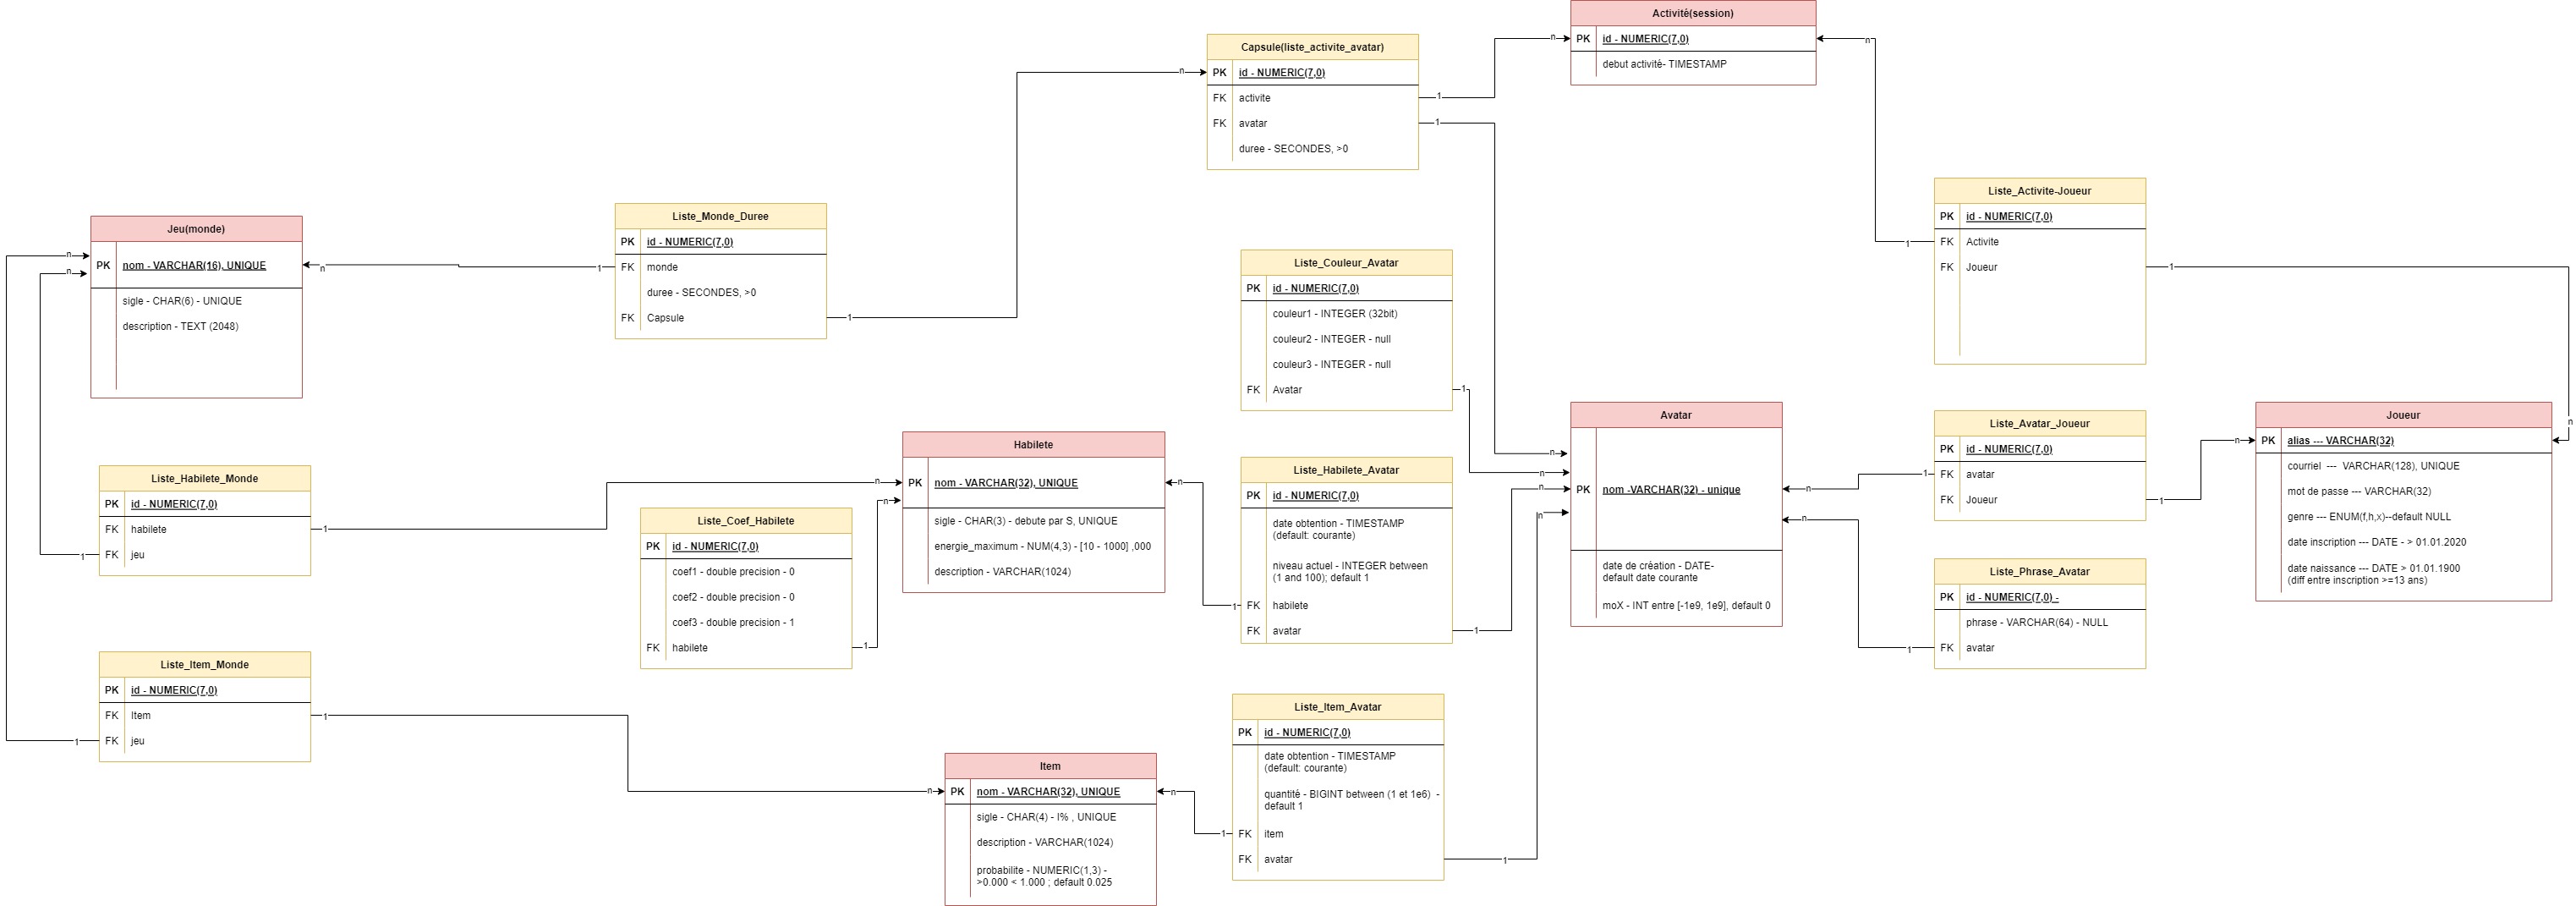 Activité(session)
PK id - NUMERIC(7,0)
debut activité- TIMESTAMP
n
n
Capsule(liste_activite_avatar)
PK id - NUMERIC(7,0)
FK activite
FK avatar
duree - SECONDES, >0
n
1
1
Liste_Activite-Joueur
PK id - NUMERIC(7,0)
FK Activite
FK Joueur
1
1
n
Jeu(monde)
PK nom - VARCHAR(16), UNIQUE
sigle - CHAR(6) - UNIQUE
description - TEXT (2048)
n
n
n
Liste_Monde_Duree
PK id - NUMERIC(7,0)
FK monde
duree - SECONDES, >0
FK Capsule
1
1
Liste_Couleur_Avatar
PK id - NUMERIC(7,0)
couleur1 - INTEGER (32bit)
couleur2 - INTEGER - null
couleur3 - INTEGER - null
FK Avatar
1
Avatar
PK nom -VARCHAR(32) - unique
date de création - DATE-
default date courante
moX - INT entre [-1e9, 1e9], default 0
n
n
n
n
n
n
Liste_Avatar_Joueur
PK id - NUMERIC(7,0)
FK avatar
FK Joueur
1
1
n
Joueur
PK alias --- VARCHAR(32)
courriel --- VARCHAR(128), UNIQUE
mot de passe --- VARCHAR(32)
genre --- ENUM(f,h,x)--default NULL
date inscription --- DATE - > 01.01.2020
date naissance --- DATE > 01.01.1900
(diff entre inscription >=13 ans)
Habilete
PK nom - VARCHAR(32), UNIQUE
sigle - CHAR(3) - debute par S, UNIQUE
energie_maximum - NUM(4,3) - [10 - 1000] ,000
description - VARCHAR(1024)
n
n
n
Liste_Habilete_Avatar
PK id - NUMERIC(7,0)
date obtention - TIMESTAMP
(default: courante)
niveau actuel - INTEGER between
(1 and 100); default 1
FK habilete
FK avatar
1
1
Liste_Habilete_Monde
PK id - NUMERIC(7,0)
FK habilete
FK jeu
1
1
Liste_Coef_Habilete
PK id - NUMERIC(7,0)
coef1 - double precision - 0
coef2 - double precision - 0
coef3 - double precision - 1
FK habilete
1
Liste_Phrase_Avatar
PK id - NUMERIC(7,0) -
phrase - VARCHAR(64) - NULL
FK avatar
1
Liste_Item_Monde
PK id - NUMERIC(7,0)
FK Item
FK jeu
1
1
Liste_Item_Avatar
PK id - NUMERIC(7,0)
date obtention - TIMESTAMP
(default: courante)
quantité - BIGINT between (1 et 1e6) -
default 1
FK item
FK avatar
1
1
Item
PK nom - VARCHAR(32), UNIQUE
sigle - CHAR(4) - I% , UNIQUE
description - VARCHAR(1024)
probabilite - NUMERIC(1,3) -
>0.000 < 1.000 ; default 0.025
n
n